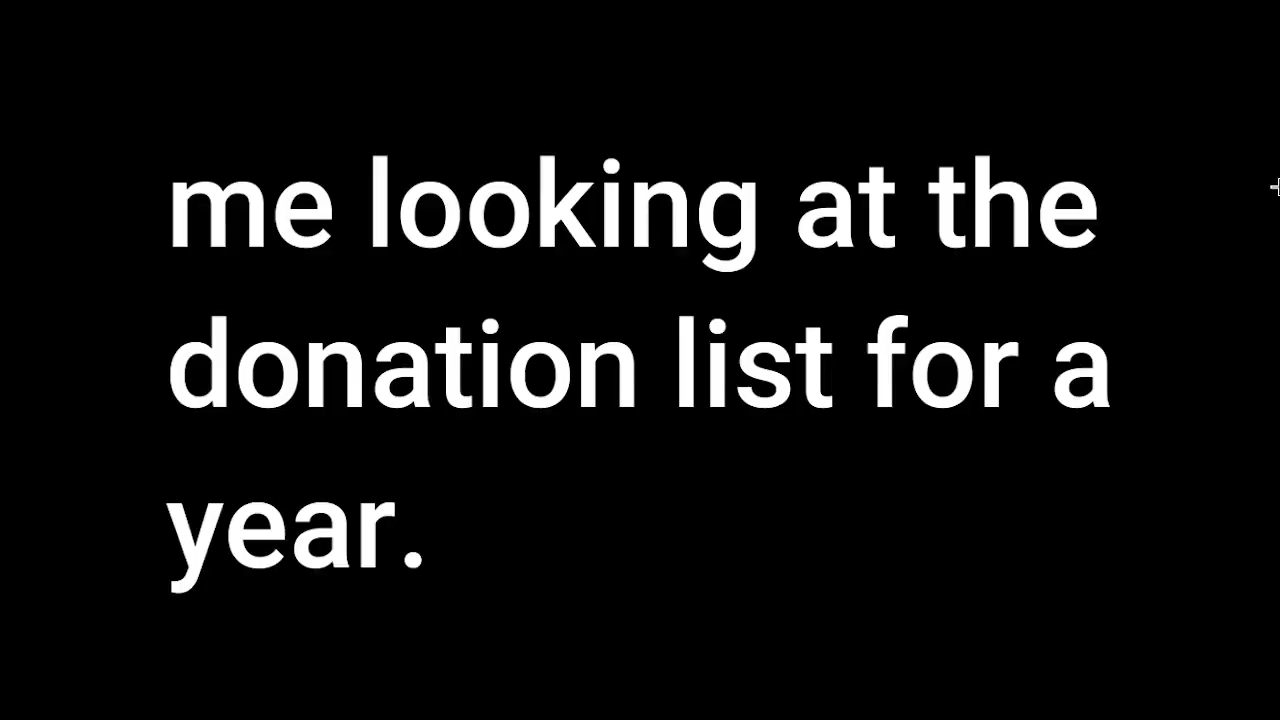 me looking at the
donation list for a
year.